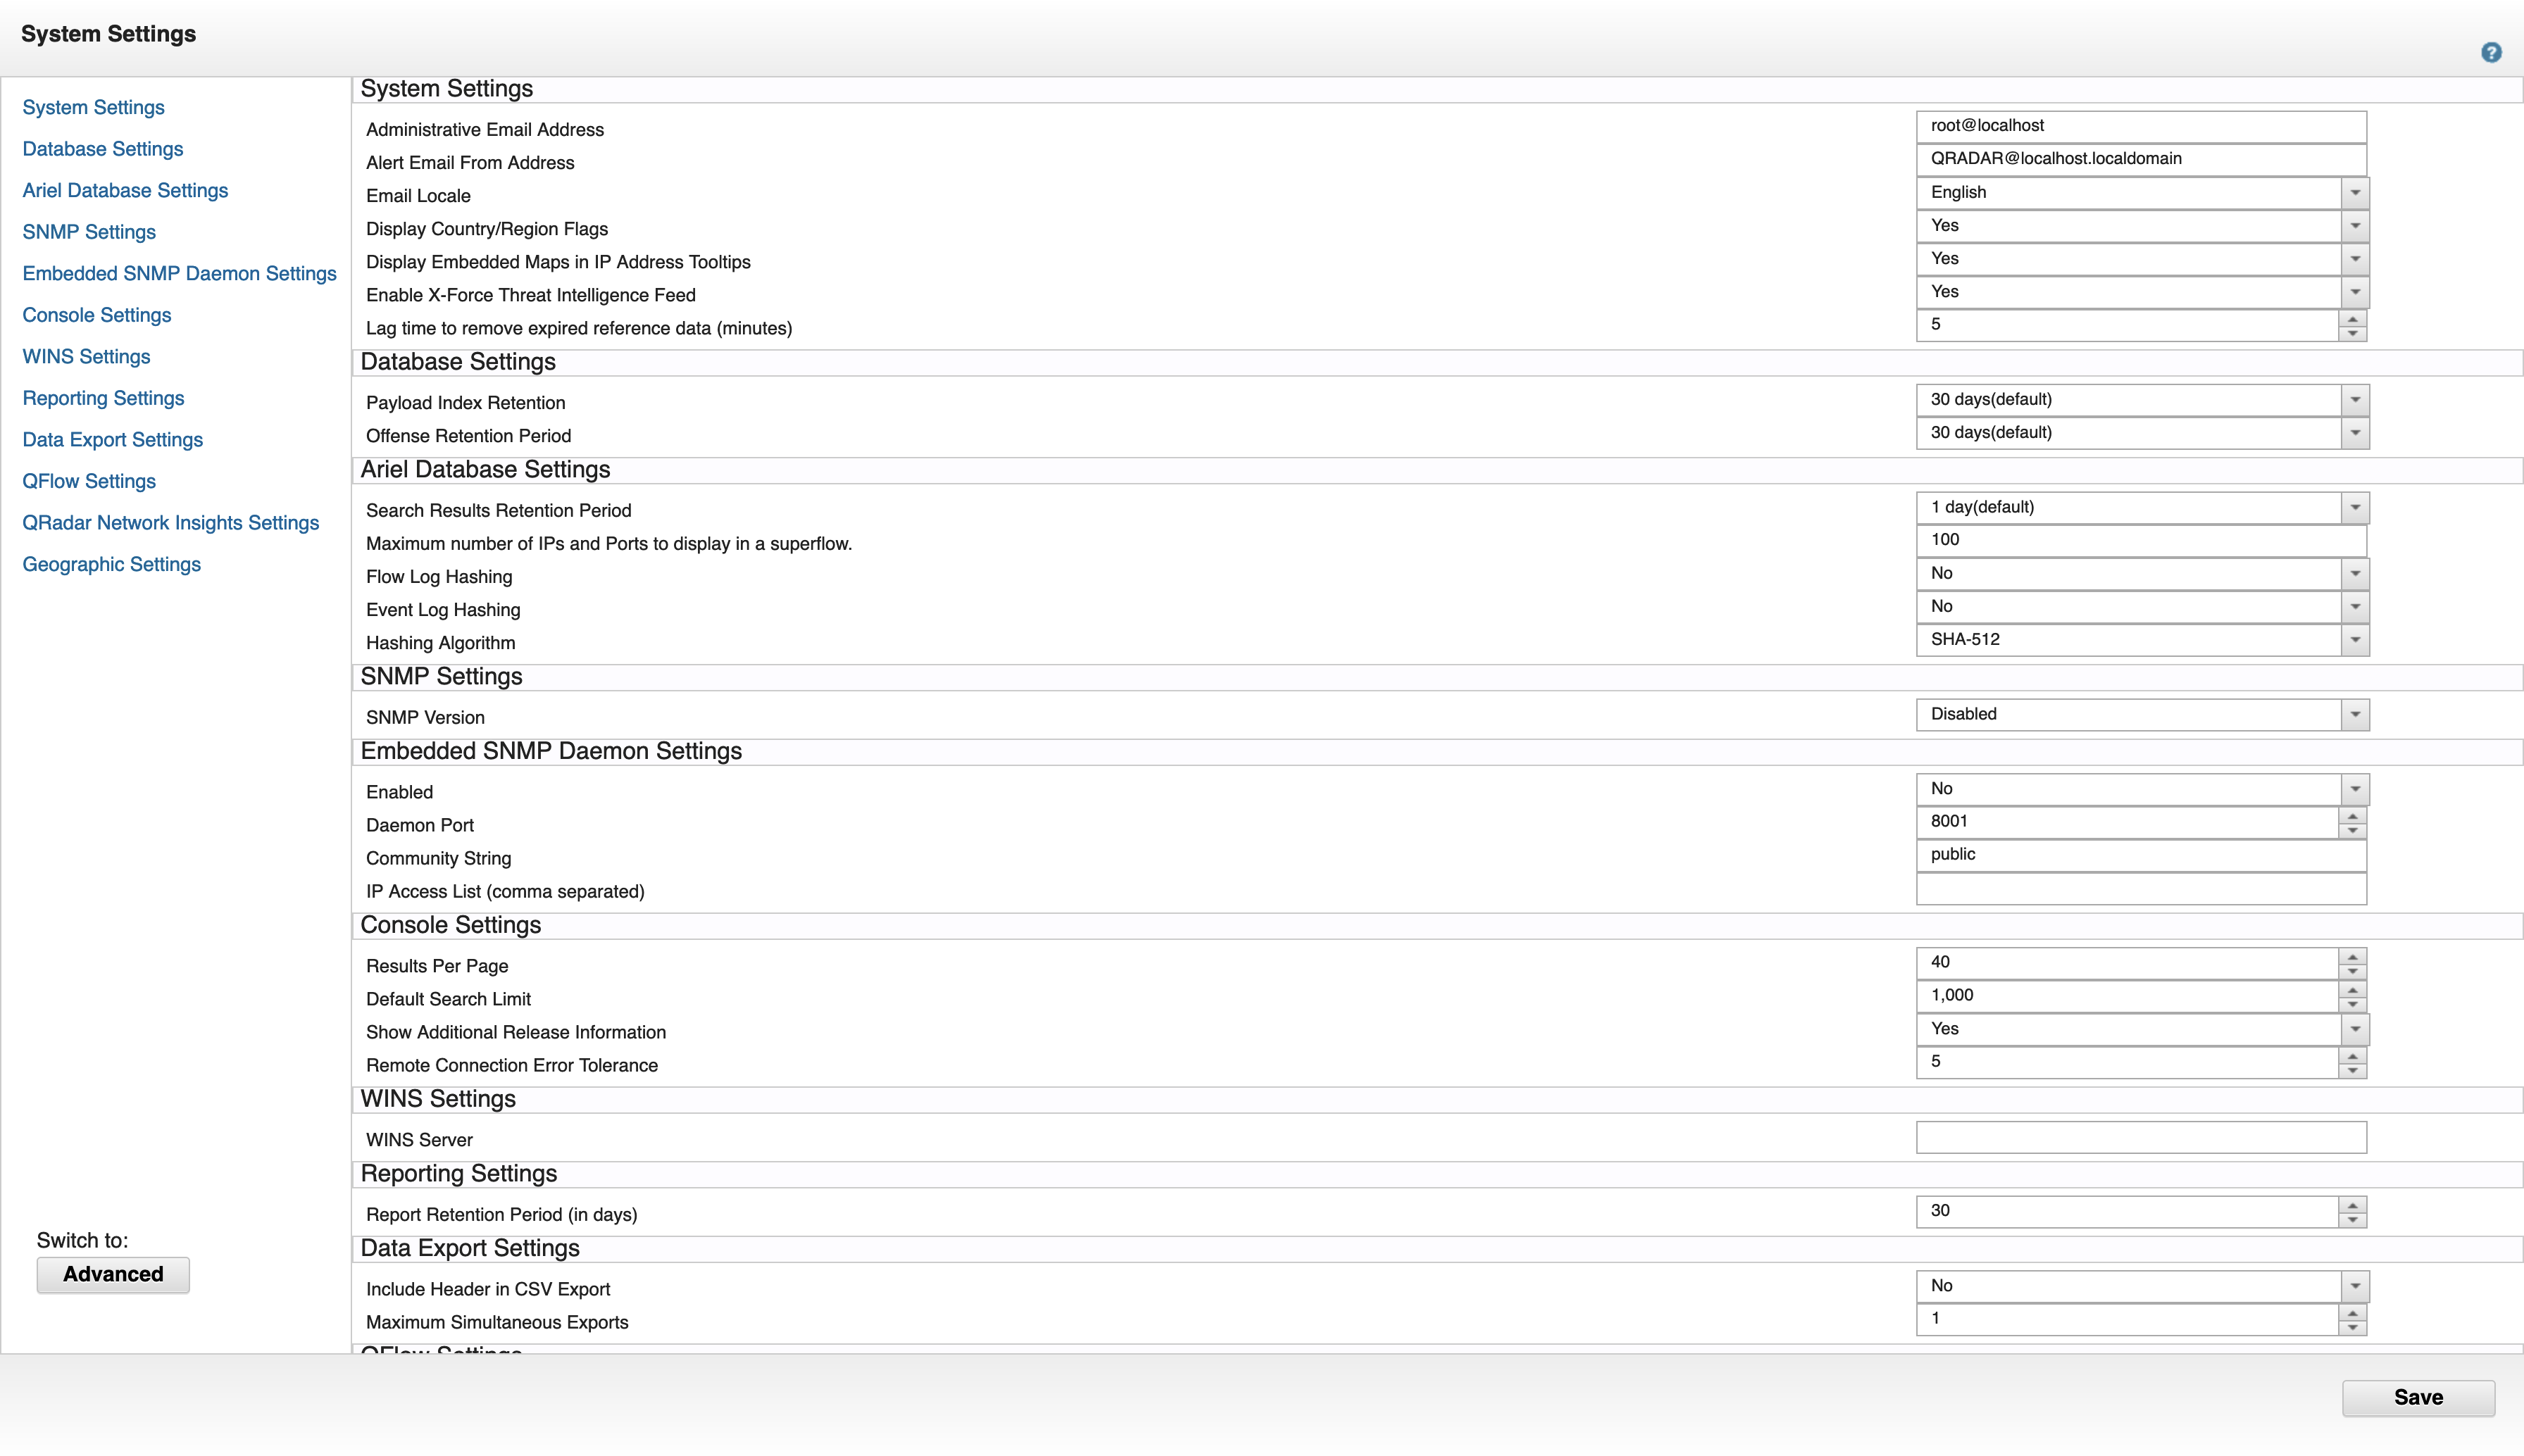 System Settings
?
System Settings
Database Settings
Ariel Database Settings
SNMP Settings
Embedded SNMP Daemon Settings
Console Settings
WINS Settings
Reporting Settings
Data Export Settings
QFlow Settings
QRadar Network Insights Settings
Geographic Settings
Switch to:
Advanced
System Settings
Administrative Email Address root@localhost
Alert Email From Address QRADAR@localhost.localdomain
Email Locale English
Display Country/Region Flags Yes
Display Embedded Maps in IP Address Tooltips Yes
Enable X-Force Threat Intelligence Feed Yes
Lag time to remove expired reference data (minutes) 5
Database Settings
Payload Index Retention 30 days(default)
Offense Retention Period 30 days(default)
Ariel Database Settings
Search Results Retention Period 1 day(default)
Maximum number of IPs and Ports to display in a superflow. 100
Flow Log Hashing No
Event Log Hashing No
Hashing Algorithm SHA-512
SNMP Settings
SNMP Version Disabled
Embedded SNMP Daemon Settings
Enabled No
Daemon Port 8001
Community String public
IP Access List (comma separated)
Console Settings
Results Per Page 40
Default Search Limit 1,000
Show Additional Release Information Yes
Remote Connection Error Tolerance 5
WINS Settings
WINS Server
Reporting Settings
Report Retention Period (in days) 30
Data Export Settings
Include Header in CSV Export No
Maximum Simultaneous Exports 1
QFlow Settings
Save